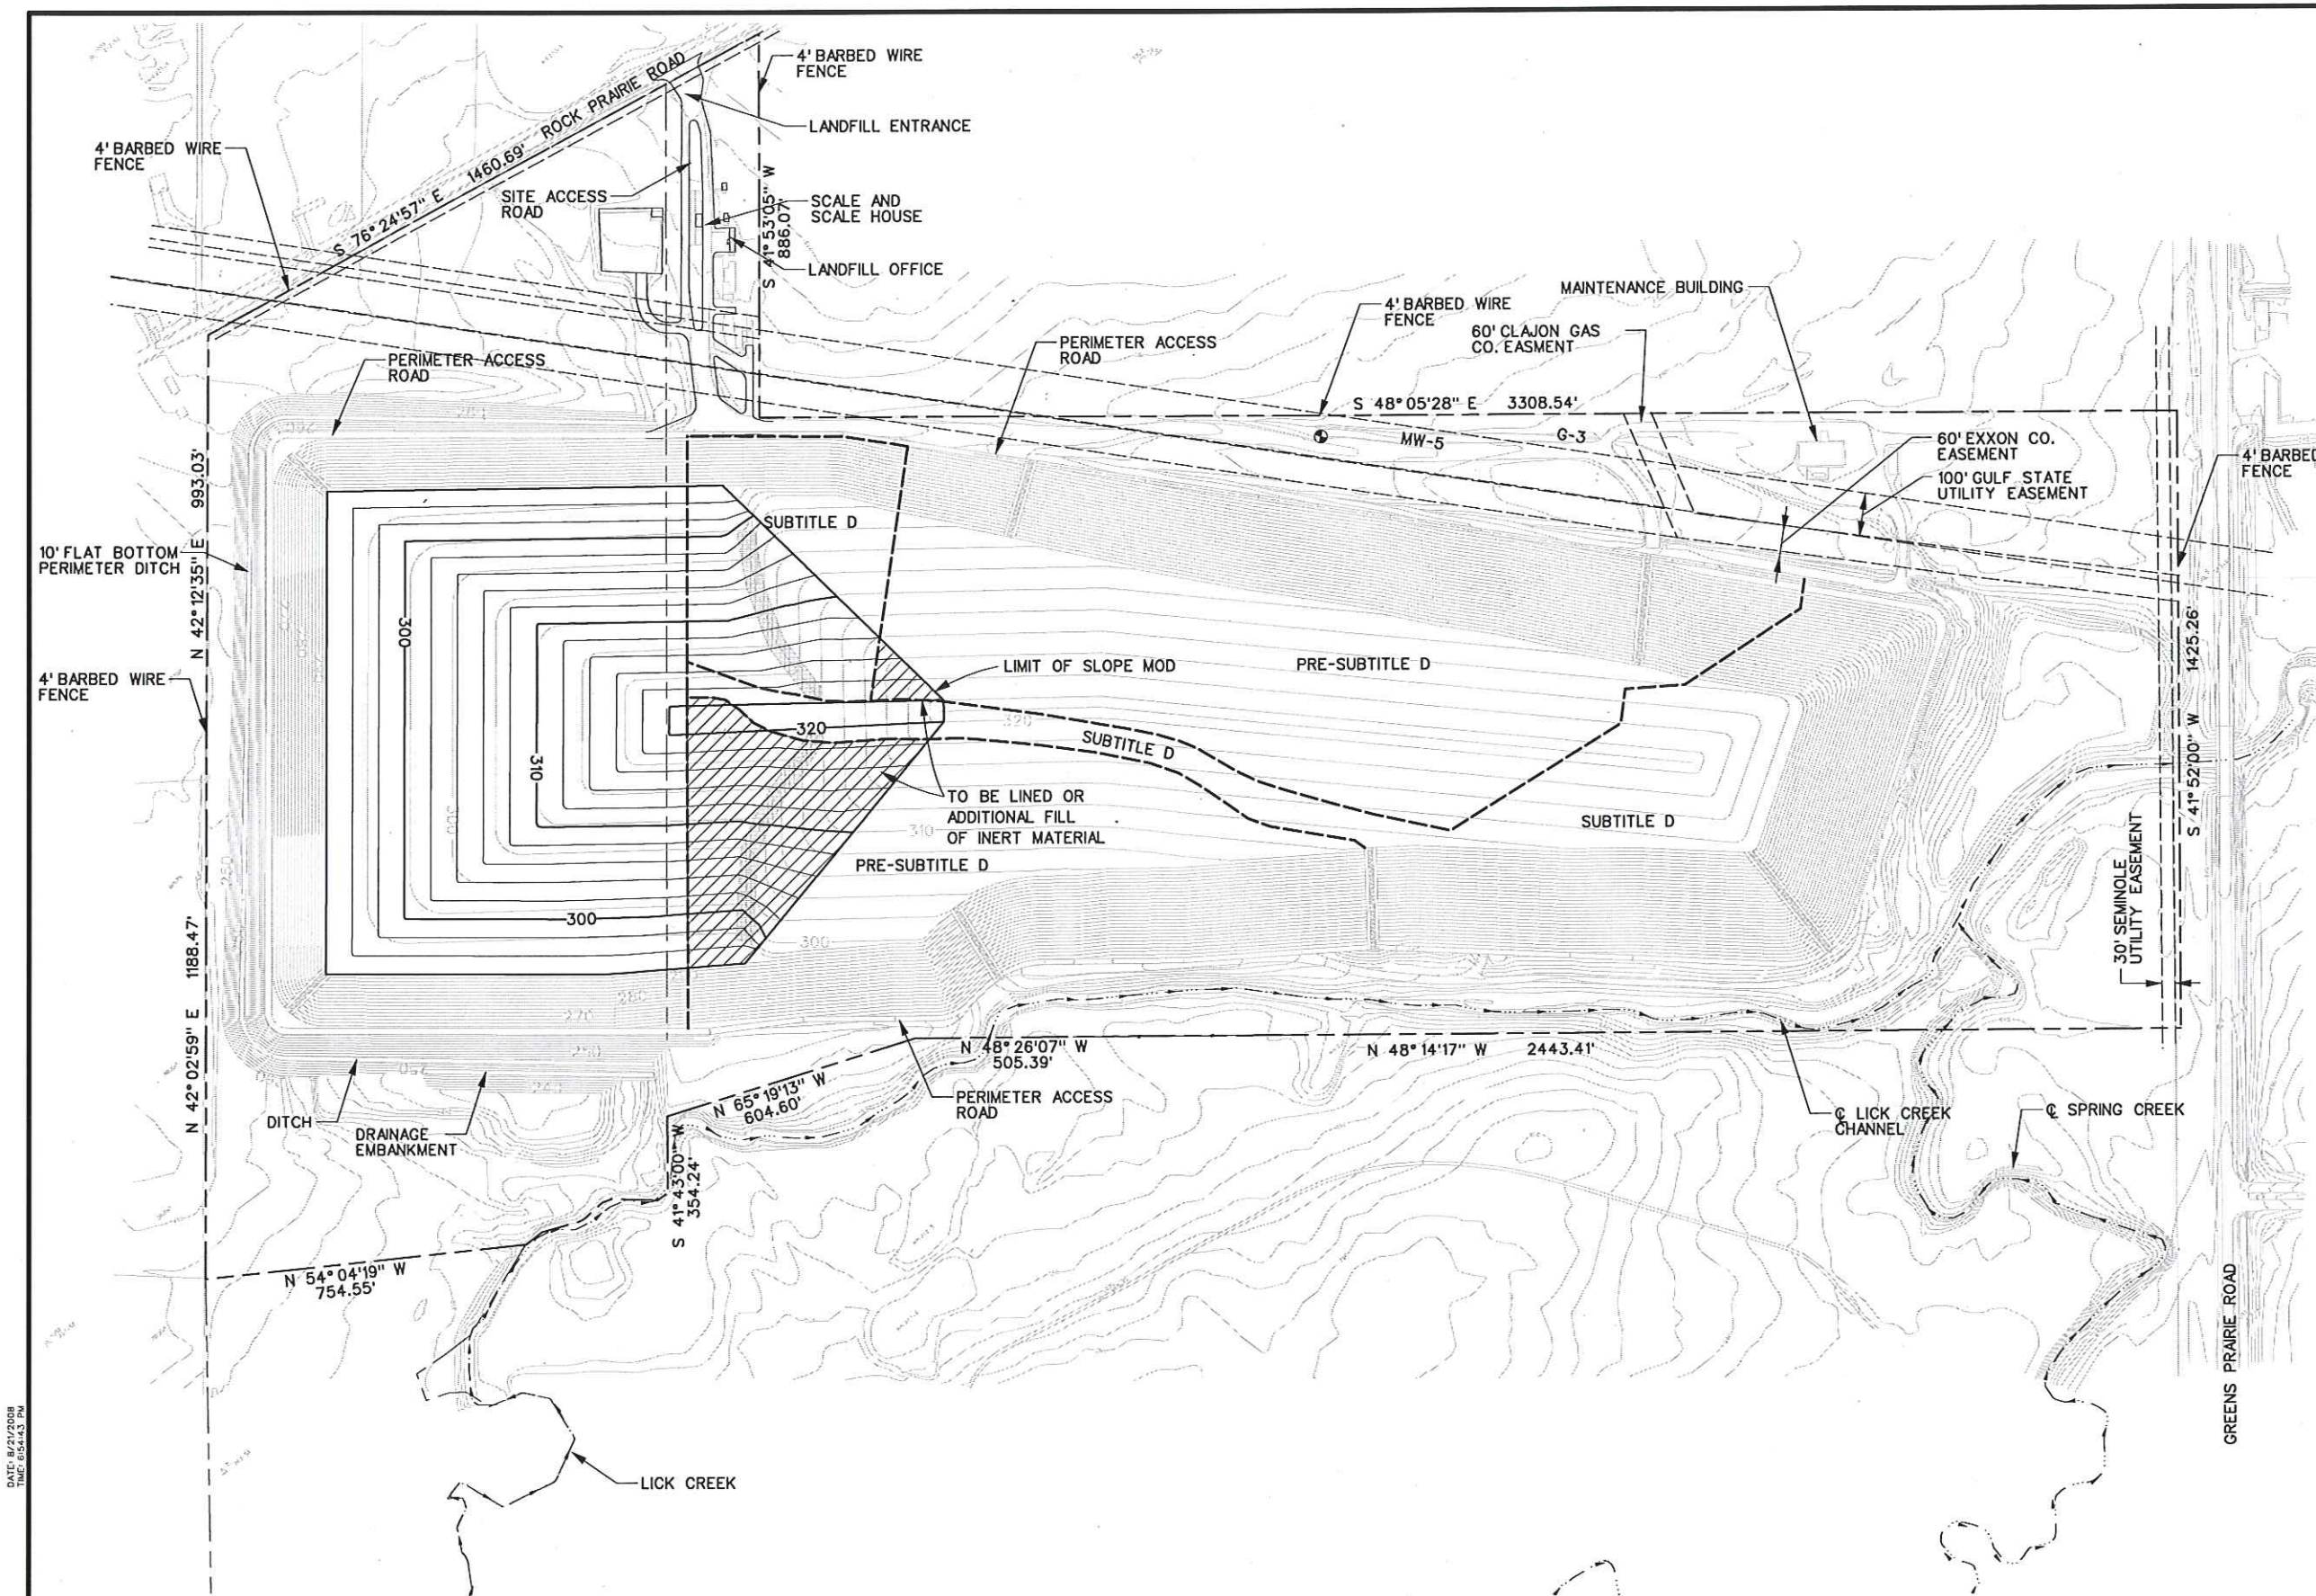 4' BARBED WIRE
FENCE
ROCK PRAIRIE ROAD
LANDFILL ENTRANCE
4' BARBED WIRE
FENCE
S 76°24'57" E 1460.69'
SITE ACCESS
ROAD
SCALE AND
SCALE HOUSE
S 41°53'05" W
886.07'
LANDFILL OFFICE
MAINTENANCE BUILDING
4' BARBED WIRE
FENCE
60' CLAJON GAS
CO. EASMENT
PERIMETER ACCESS
ROAD
PERIMETER ACCESS
ROAD
S 48°05'28" E 3308.54'
MW-5
G-3
60' EXXON CO.
EASEMENT
4' BARBED
FENCE
100' GULF STATE
UTILITY EASEMENT
N 42°12'35" E 993.03'
SUBTITLE D
10' FLAT BOTTOM
PERIMETER DITCH
300
4' BARBED WIRE
FENCE
LIMIT OF SLOPE MOD
PRE-SUBTITLE D
S 41°52'00" W 1425.26'
320
320
SUBTITLE D
310
TO BE LINED OR
ADDITIONAL FILL
OF INERT MATERIAL
300
310
SUBTITLE D
PRE-SUBTITLE D
300
300
30' SEMINOLE
UTILITY EASEMENT
280
270
N 42°02'59" E 1188.47'
N 48°26'07" W
505.39'
N 48°14'17" W 2443.41'
N 65°19'13" W
604.60'
PERIMETER ACCESS
ROAD
DITCH
DRAINAGE
EMBANKMENT
℄ LICK CREEK
CHANNEL
℄ SPRING CREEK
S 41°43'00" W
354.24'
N 54°04'19" W
754.55'
GREENS PRAIRIE ROAD
LICK CREEK
DATE: 8/21/2008
TIME: 6:54:43 PM